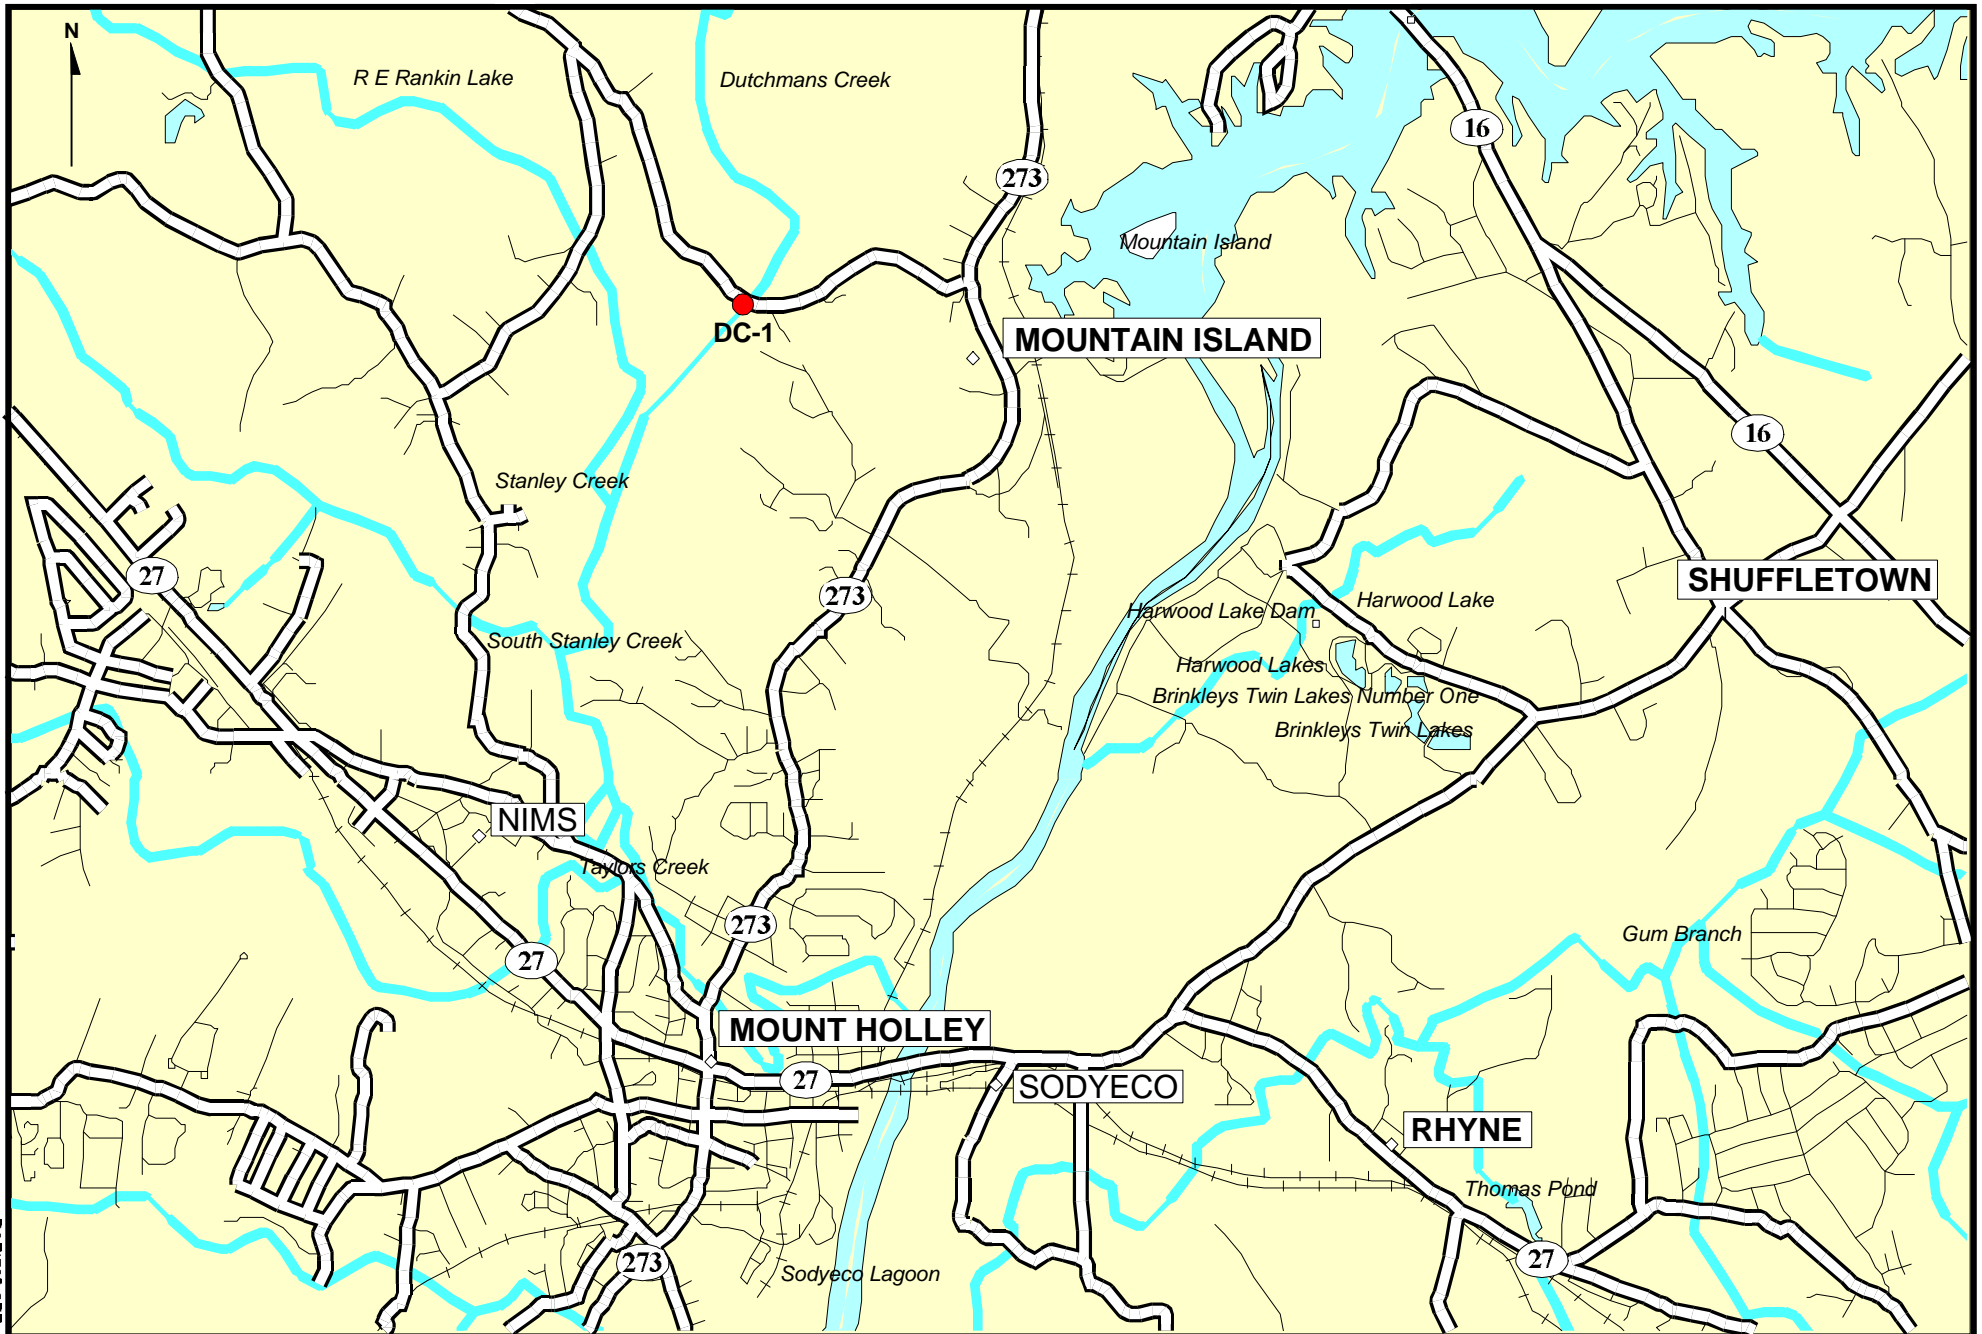 N
R E Rankin Lake
Dutchmans Creek
16
273
Mountain Island
DC-1
MOUNTAIN ISLAND
16
Stanley Creek
27
273
SHUFFLETOWN
Harwood Lake Dam
Harwood Lake
South Stanley Creek
Harwood Lakes
Brinkleys Twin Lakes Number One
Brinkleys Twin Lakes
NIMS
Taylors Creek
273
Gum Branch
27
MOUNT HOLLEY
27
SODYECO
RHYNE
Thomas Pond
273
27
Sodyeco Lagoon